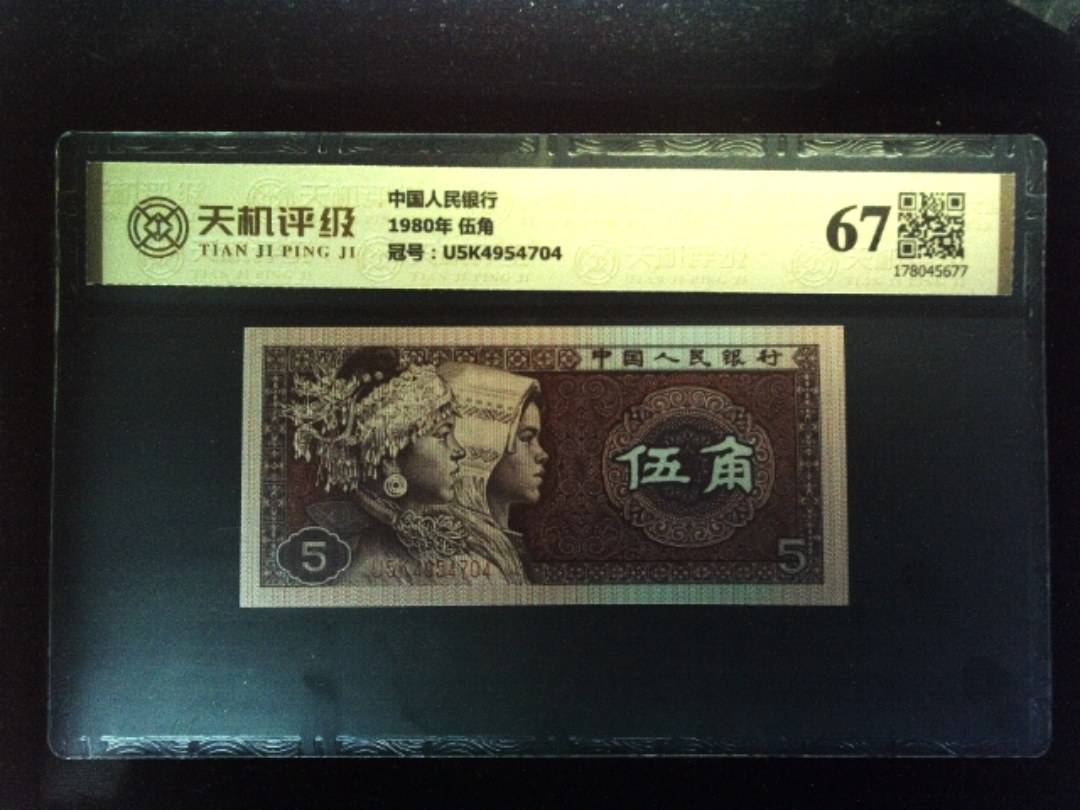 天机评级
TIAN JI PING JI
中国人民银行
1980年 伍角
冠号：U5K4954704
67
178045677
中国人民银行
伍角
5
U5K4954704
5